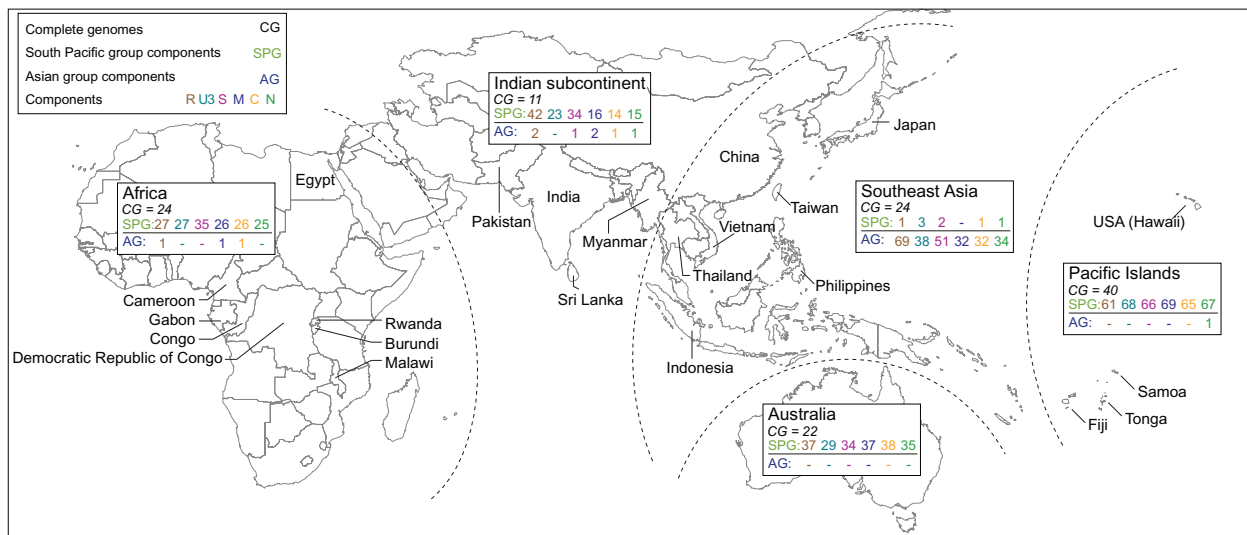 Complete genomes CG
South Pacific group components SPG
Asian group components AG
Components R U3 S M C N
Indian subcontinent
CG = 11
SPG: 42 23 34 16 14 15
AG: 2 - 1 2 1 1
Japan
China
Egypt
Africa
CG = 24
SPG: 27 27 35 26 26 25
AG: 1 - - 1 1 -
India
Pakistan
Myanmar
Taiwan
Vietnam
Thailand
Philippines
Sri Lanka
Southeast Asia
CG = 24
SPG: 1 3 2 - 1 1
AG: 69 38 51 32 32 34
USA (Hawaii)
Pacific Islands
CG = 40
SPG: 61 68 66 69 65 67
AG: - - - - - 1
Cameroon
Gabon
Congo
Democratic Republic of Congo
Rwanda
Burundi
Malawi
Indonesia
Australia
CG = 22
SPG: 37 29 34 37 38 35
AG: - - - - - -
Samoa
Tonga
Fiji